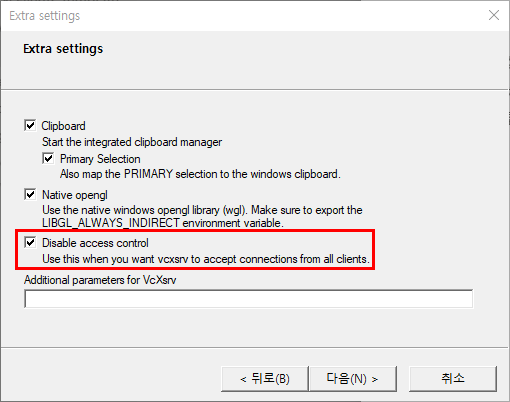 Extra settings
Extra settings
Clipboard
Start the integrated clipboard manager
Primary Selection
Also map the PRIMARY selection to the windows clipboard.
Native opengl
Use the native windows opengl library (wgl). Make sure to export the
LIBGL_ALWAYS_INDIRECT environment variable.
Disable access control
Use this when you want vcxsrv to accept connections from all clients.
Additional parameters for VcXsrv
< 뒤로(B) 다음(N) > 취소